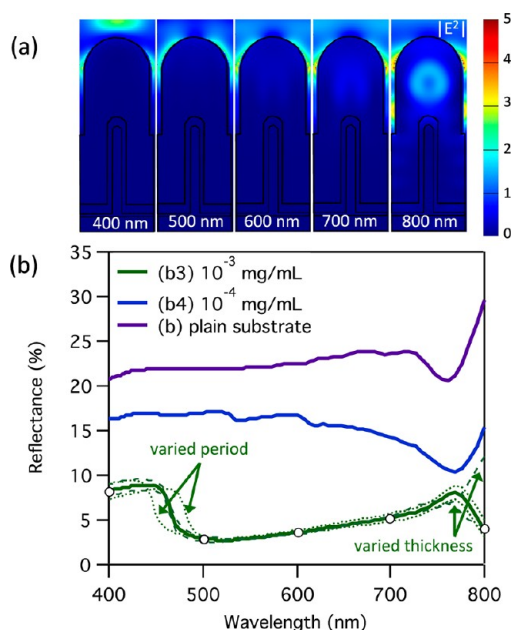 (a)
|E²|
5
4
3
2
1
0
400 nm 500 nm 600 nm 700 nm 800 nm
(b)
35
30
25
20
15
10
5
0
Reflectance (%)
(b3) 10⁻³ mg/mL
(b4) 10⁻⁴ mg/mL
(b) plain substrate
varied period
varied thickness
400 500 600 700 800
Wavelength (nm)